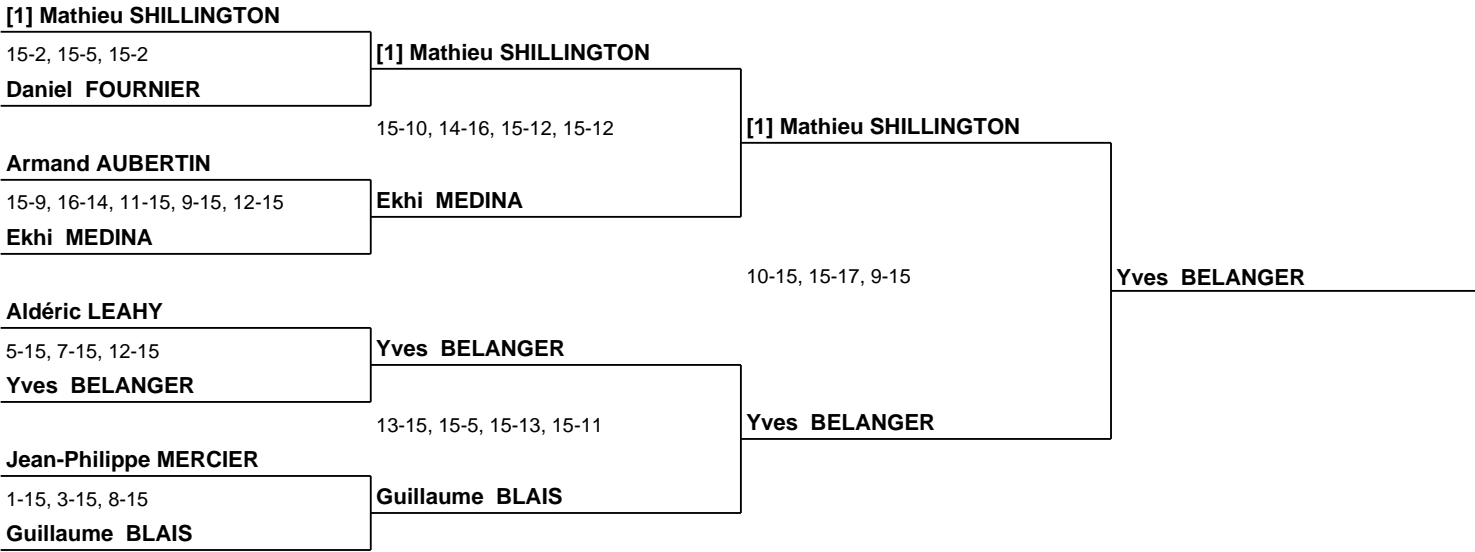 [1] Mathieu SHILLINGTON
15-2, 15-5, 15-2
[1] Mathieu SHILLINGTON
Daniel FOURNIER
15-10, 14-16, 15-12, 15-12
[1] Mathieu SHILLINGTON
Armand AUBERTIN
15-9, 16-14, 11-15, 9-15, 12-15
Ekhi MEDINA
Ekhi MEDINA
10-15, 15-17, 9-15
Yves BELANGER
Aldéric LEAHY
5-15, 7-15, 12-15
Yves BELANGER
Yves BELANGER
13-15, 15-5, 15-13, 15-11
Yves BELANGER
Jean-Philippe MERCIER
1-15, 3-15, 8-15
Guillaume BLAIS
Guillaume BLAIS